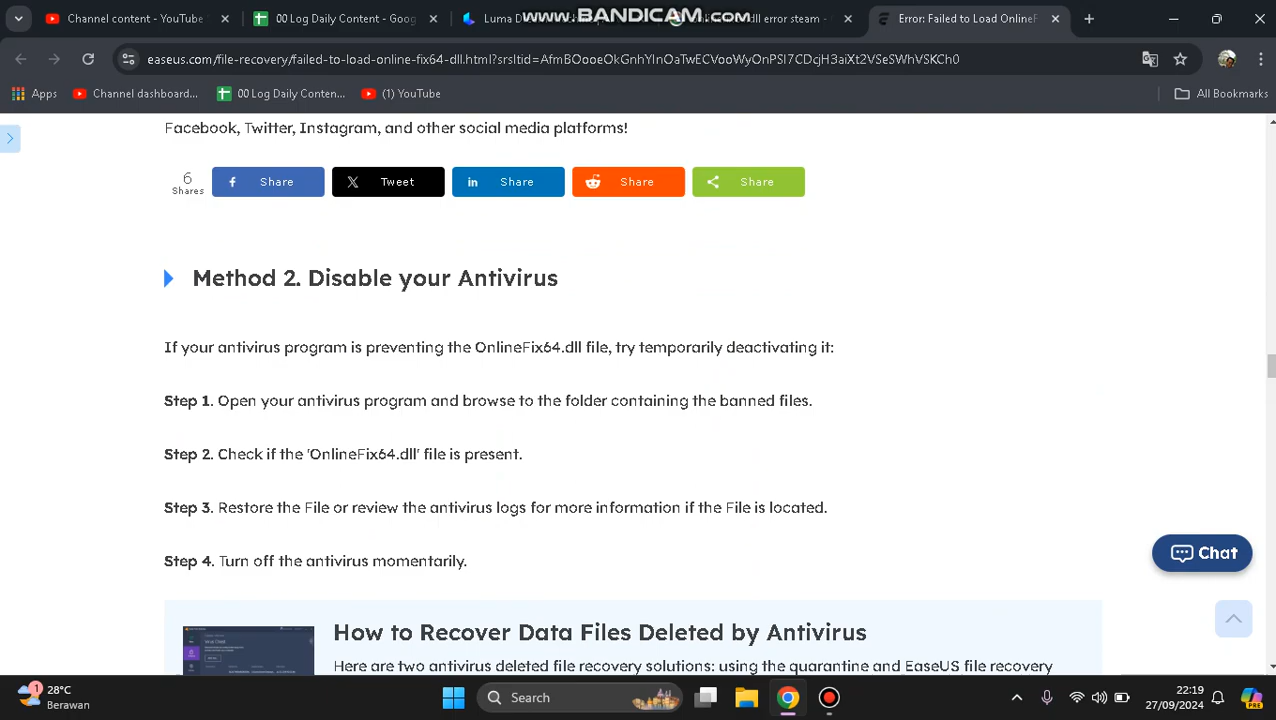 Channel content - YouTube
00 Log Daily Content - Goog
Luma D
dll error steam -
Error: Failed to Load OnlineF
www.BANDICAM.com
easeus.com/file-recovery/failed-to-load-online-fix64-dll.html?srsltid=AfmBOooeOkGnhYInOaTwECVooWyOnPSI7CDcjH3aiXt2VSeSWhVSKCh0
Apps
Channel dashboard...
00 Log Daily Conten...
(1) YouTube
All Bookmarks
Facebook, Twitter, Instagram, and other social media platforms!
6
Shares
Share
Tweet
Share
Share
Share
Method 2. Disable your Antivirus
If your antivirus program is preventing the OnlineFix64.dll file, try temporarily deactivating it:
Step 1. Open your antivirus program and browse to the folder containing the banned files.
Step 2. Check if the 'OnlineFix64.dll' file is present.
Step 3. Restore the File or review the antivirus logs for more information if the File is located.
Step 4. Turn off the antivirus momentarily.
Chat
How to Recover Data Files Deleted by Antivirus
Here are two antivirus deleted file recovery solutions: using the quarantine and EaseUS file recovery
28°C
Berawan
Search
22:19
27/09/2024